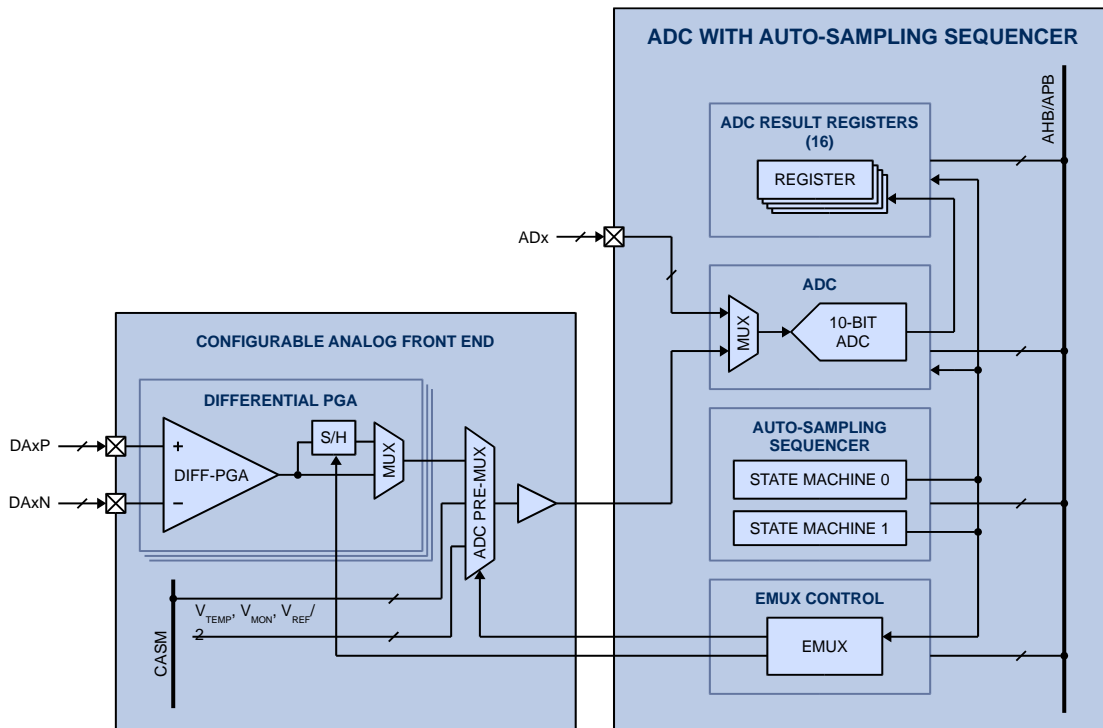 ADC WITH AUTO-SAMPLING SEQUENCER
AHB/APB
ADC RESULT REGISTERS
(16)
REGISTER
ADx
ADC
MUX
10-BIT
ADC
CONFIGURABLE ANALOG FRONT END
DIFFERENTIAL PGA
DAxP
+
S/H
MUX
DIFF-PGA
DAxN
−
ADC PRE-MUX
AUTO-SAMPLING
SEQUENCER
STATE MACHINE 0
STATE MACHINE 1
CASM
VTEMP, VMON, VREF/
2
EMUX CONTROL
EMUX